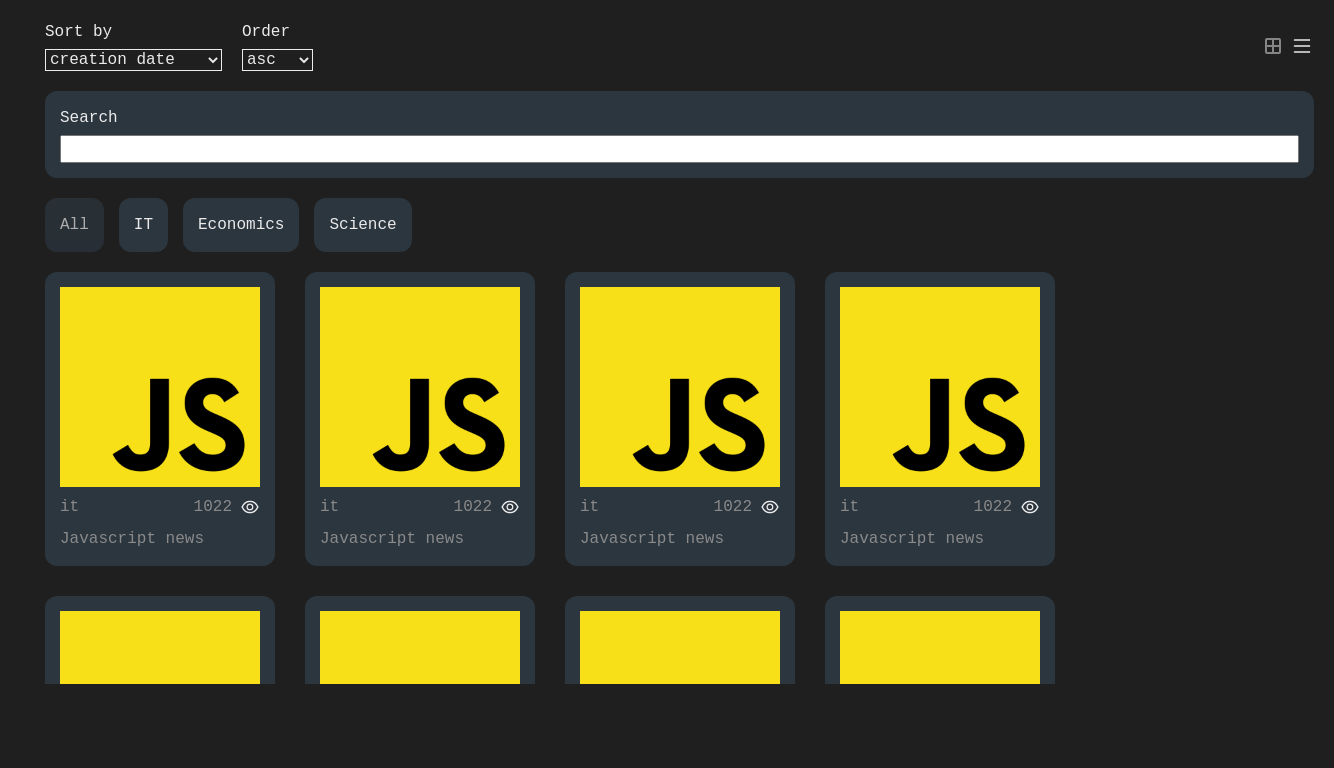 Sort by Order
creation date asc
Search
All IT Economics Science
JS JS JS JS
it 1022 it 1022 it 1022 it 1022
Javascript news Javascript news Javascript news Javascript news